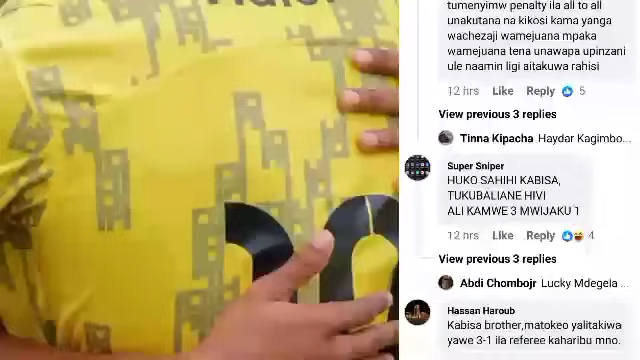 tumenyimw penalty ila all to all
unakutana na kikosi kama yanga
wachezaji wamejuana mpaka
wamejuana tena unawapa upinzani
ule naamin ligi aitakuwa rahisi
12 hrs Like Reply 5
View previous 3 replies
Tinna Kipacha Haydar Kagimbo...
Super Sniper
HUKO SAHIHI KABISA,
TUKUBALIANE HIVI
ALI KAMWE 3 MWIJAKU 1
12 hrs Like Reply 4
View previous 3 replies
Abdi Chombojr Lucky Mdegela ...
Hassan Haroub
Kabisa brother,matokeo yalitakiwa
yawe 3-1 ila referee kaharibu mno.